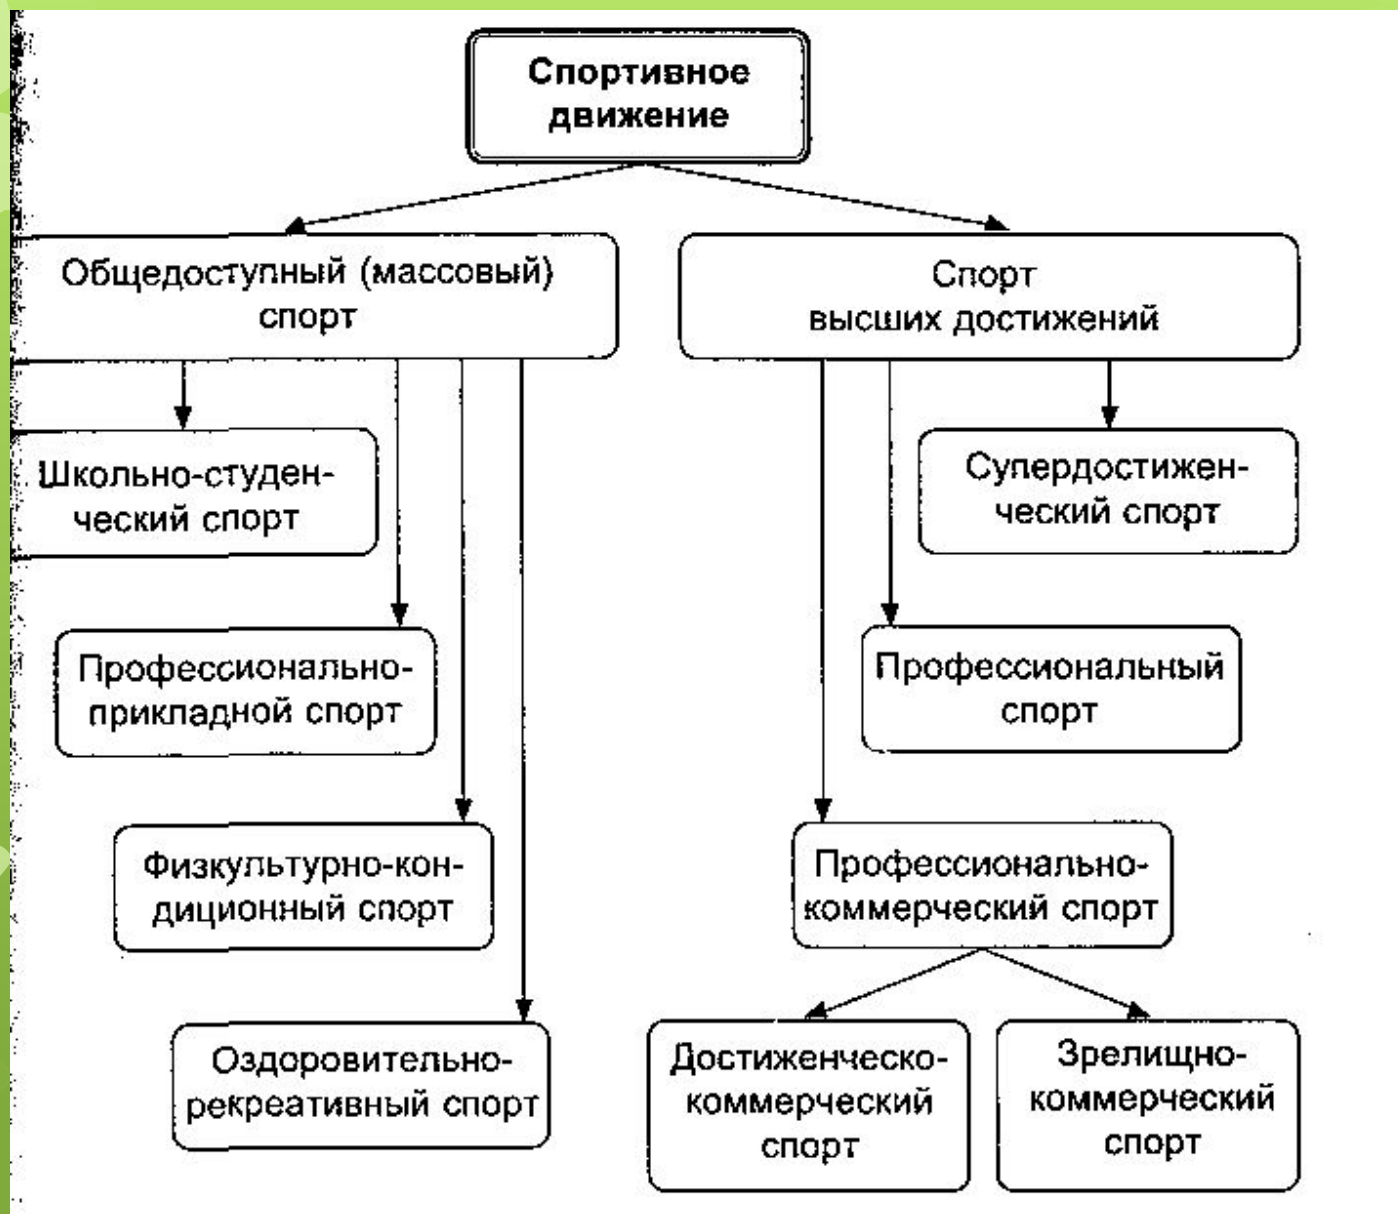 Спортивное
движение
Общедоступный (массовый)
спорт
Спорт
высших достижений
Школьно-студен-
ческий спорт
Супердостижен-
ческий спорт
Профессионально-
прикладной спорт
Профессиональный
спорт
Физкультурно-кон-
диционный спорт
Профессионально-
коммерческий спорт
Оздоровительно-
рекреативный спорт
Достиженческо-
коммерческий
спорт
Зрелищно-
коммерческий
спорт